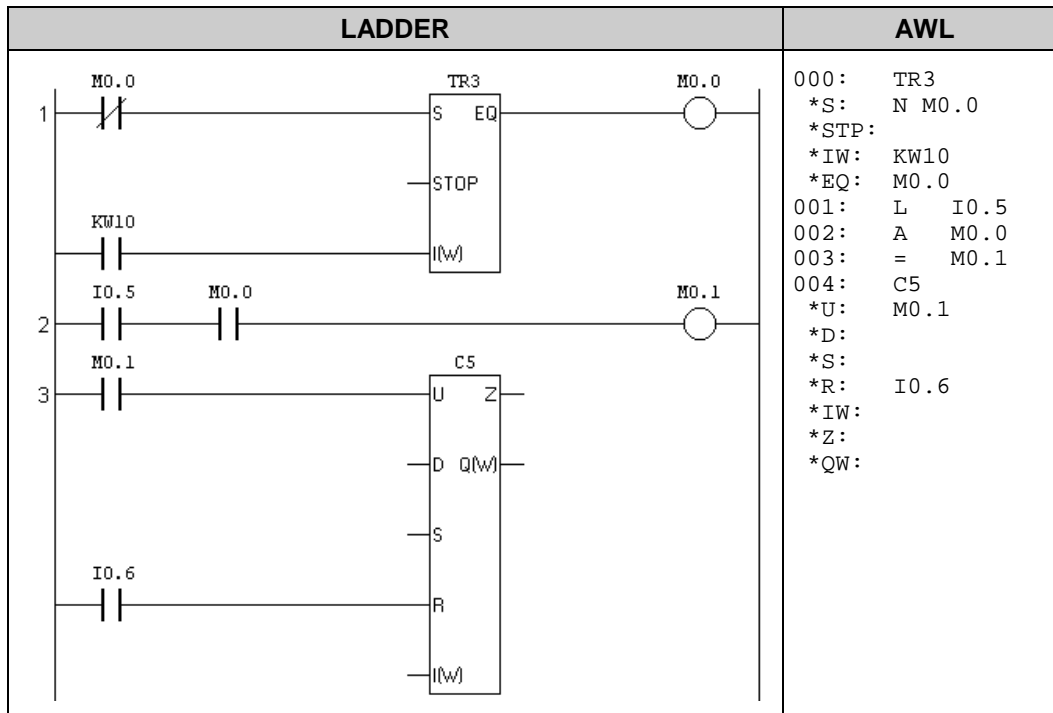 LADDER AWL
M0.0 TR3 M0.0
1 S EQ
STOP
KW10
I(W)
I0.5 M0.0 M0.1
2
M0.1 C5
3 U Z
D Q(W)
S
I0.6
R
I(W)
000: TR3
*S: N M0.0
*STP:
*IW: KW10
*EQ: M0.0
001: L I0.5
002: A M0.0
003: = M0.1
004: C5
*U: M0.1
*D:
*S:
*R: I0.6
*IW:
*Z:
*QW: